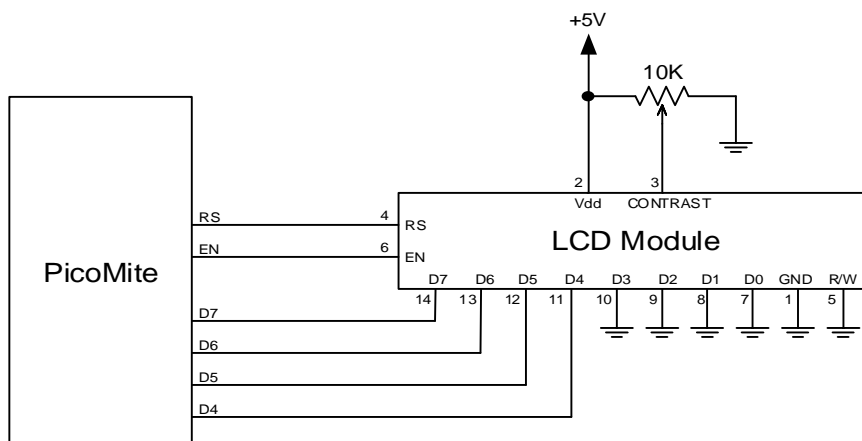 +5V
10K
2 3
Vdd CONTRAST
RS 4 RS
LCD Module
EN 6 EN
PicoMite
D7 D6 D5 D4 D3 D2 D1 D0 GND R/W
14 13 12 11 10 9 8 7 1 5
D7
D6
D5
D4